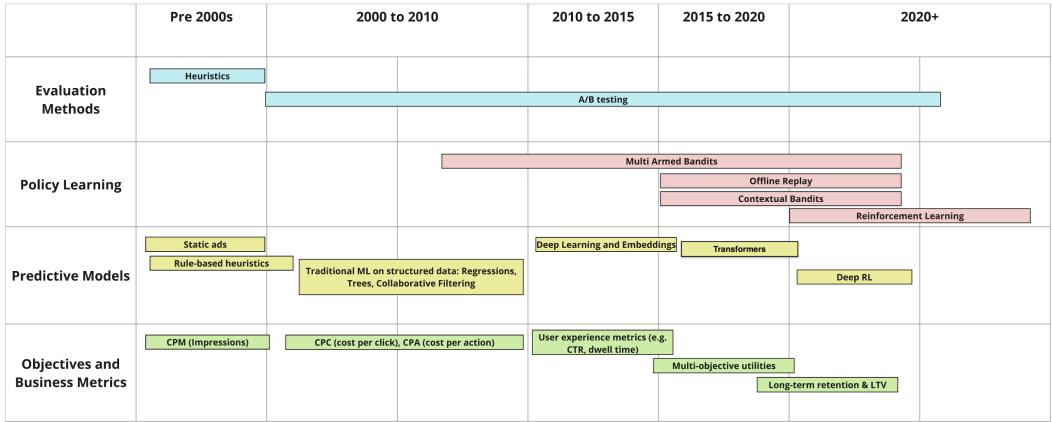 Pre 2000s
2000 to 2010
2010 to 2015
2015 to 2020
2020+
Evaluation
Methods
Heuristics
A/B testing
Policy Learning
Multi Armed Bandits
Offline Replay
Contextual Bandits
Reinforcement Learning
Predictive Models
Static ads
Rule-based heuristics
Traditional ML on structured data: Regressions,
Trees, Collaborative Filtering
Deep Learning and Embeddings
Transformers
Deep RL
Objectives and
Business Metrics
CPM (Impressions)
CPC (cost per click), CPA (cost per action)
User experience metrics (e.g.
CTR, dwell time)
Multi-objective utilities
Long-term retention & LTV